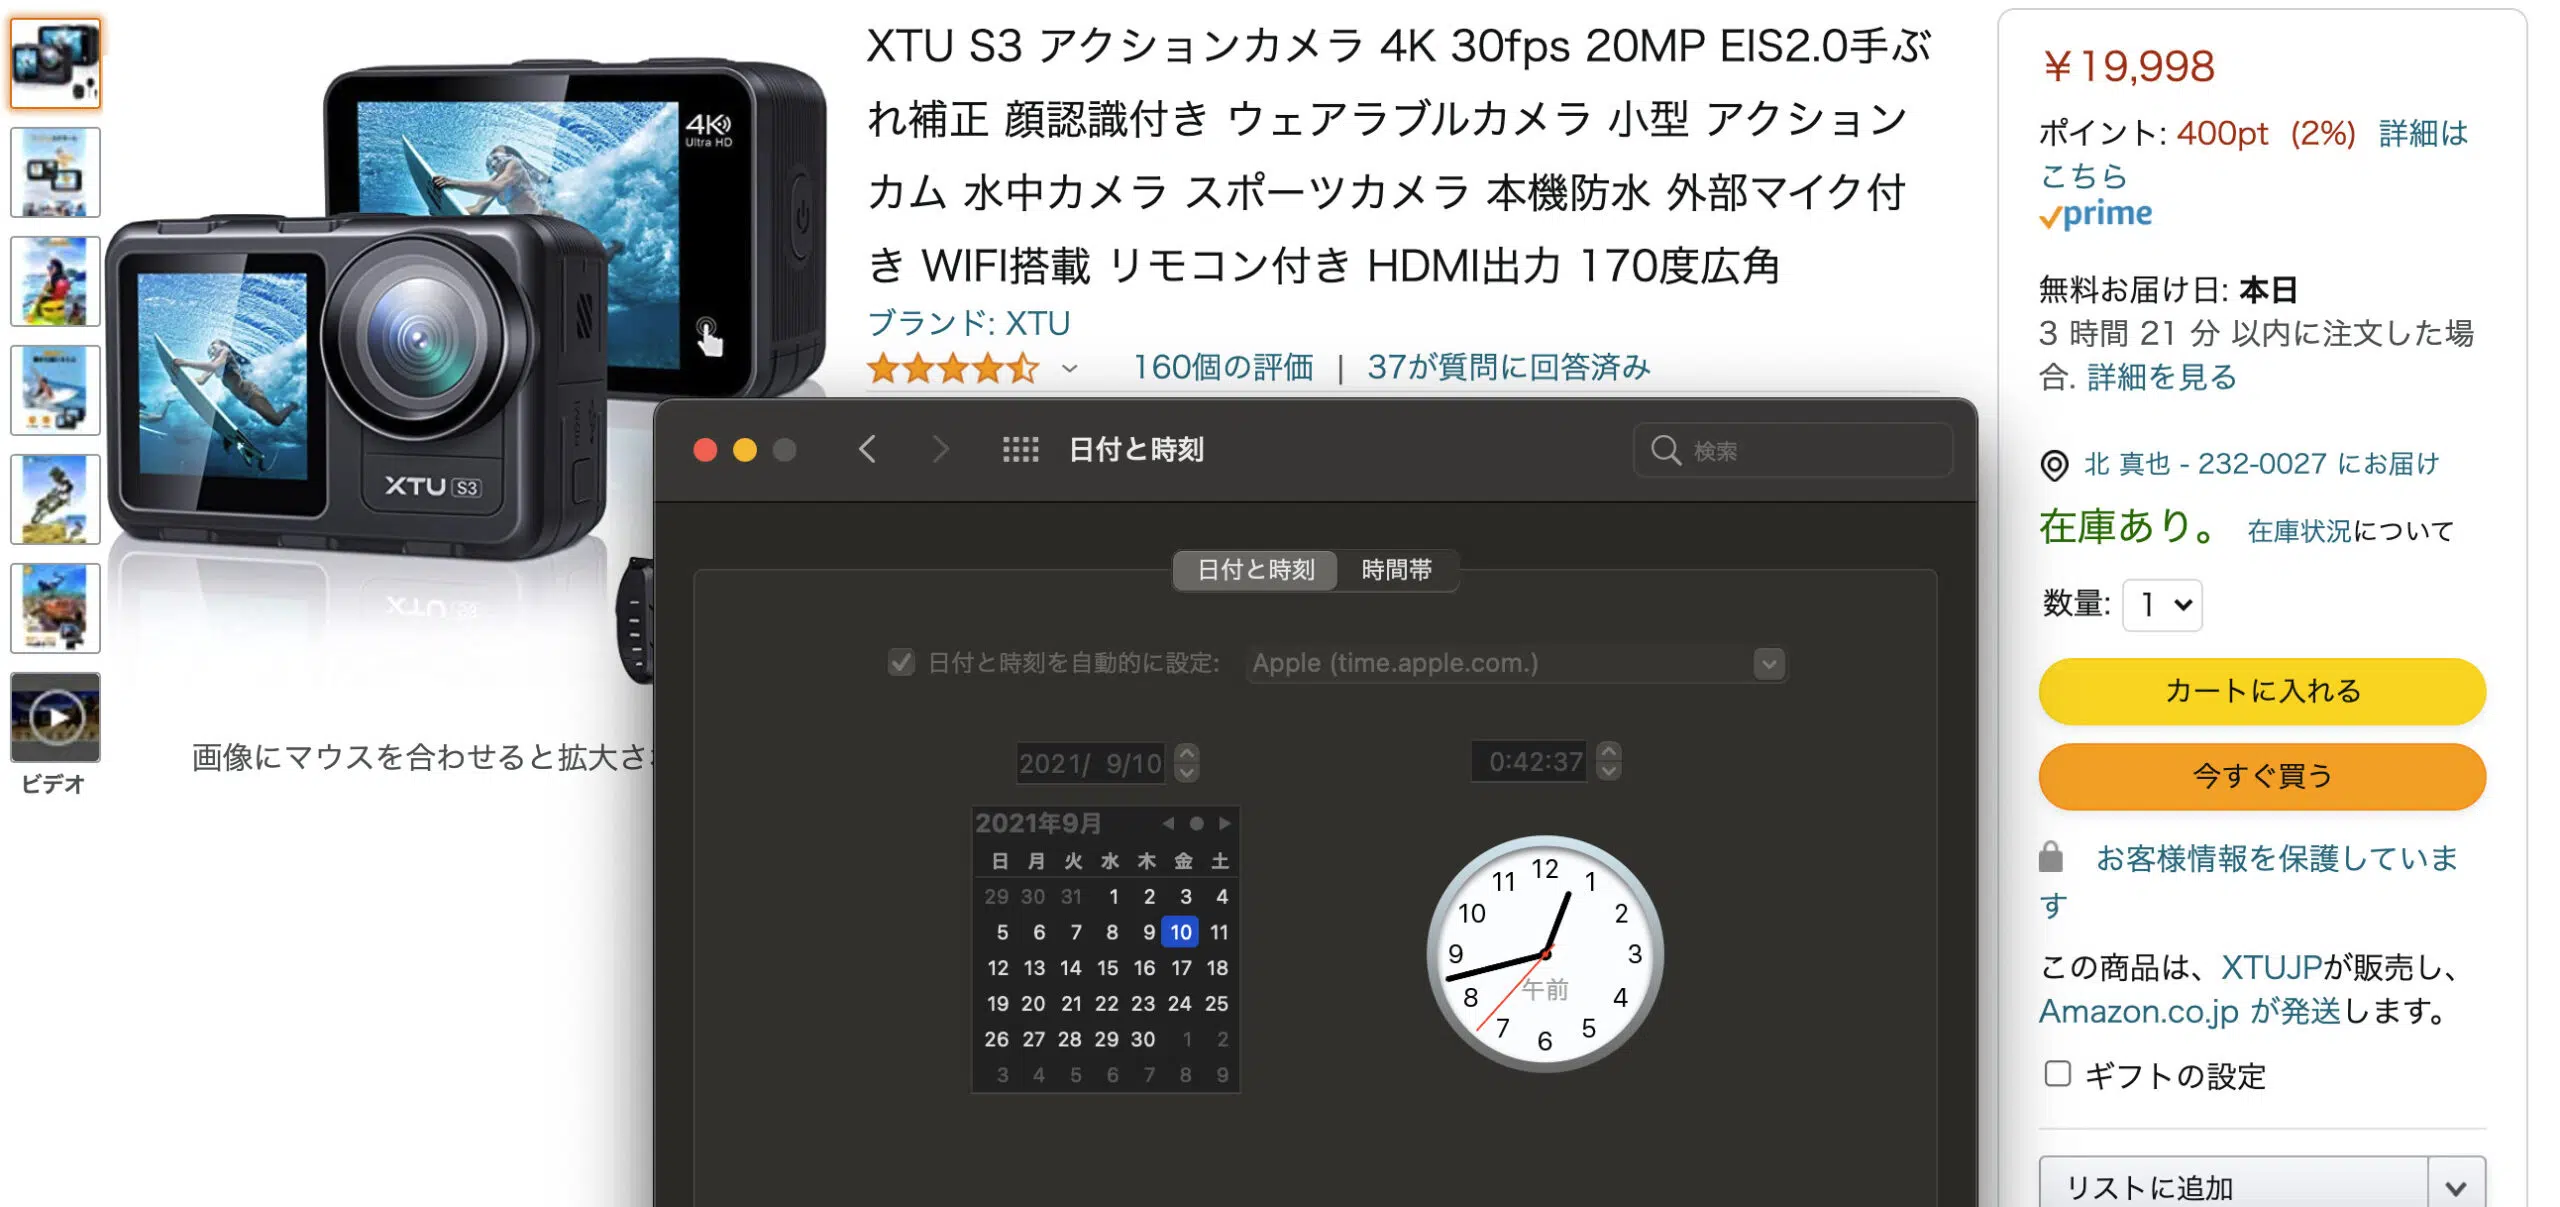 XTU S3 アクションカメラ 4K 30fps 20MP EIS2.0手ぶ
れ補正 顔認識付き ウェアラブルカメラ 小型 アクション
カム 水中カメラ スポーツカメラ 本機防水 外部マイク付
き WIFI搭載 リモコン付き HDMI出力 170度広角
ブランド: XTU
160個の評価 | 37が質問に回答済み
4K
Ultra HD
XTU S3
HDMI
画像にマウスを合わせると拡大さ
ビデオ
日付と時刻
検索
日付と時刻 時間帯
日付と時刻を自動的に設定: Apple (time.apple.com.)
2021/ 9/10
0:42:37
2021年9月
日 月 火 水 木 金 土
29 30 31 1 2 3 4
5 6 7 8 9 10 11
12 13 14 15 16 17 18
19 20 21 22 23 24 25
26 27 28 29 30 1 2
3 4 5 6 7 8 9
12 1 2 3 4 5 6 7 8 9 10 11
午前
￥19,998
ポイント: 400pt (2%) 詳細は
こちら
prime
無料お届け日: 本日
3 時間 21 分 以内に注文した場
合. 詳細を見る
北 真也 - 232-0027 にお届け
在庫あり。 在庫状況について
数量: 1
カートに入れる
今すぐ買う
お客様情報を保護していま
す
この商品は、XTUJPが販売し、
Amazon.co.jp が発送します。
ギフトの設定
リストに追加